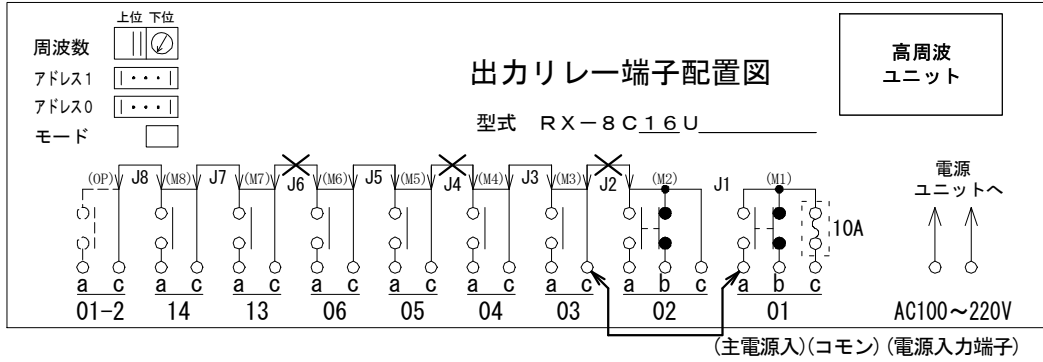 上位 下位
周波数
アドレス1
アドレス0
モード
出力リレー端子配置図
型式 RX-8C16U
高周波
ユニット
(OP) J8 (M8) J7 (M7) J6 (M6) J5 (M5) J4 (M4) J3 (M3) J2 (M2) J1 (M1)
電源
ユニットへ
10A
a c a c a c a c a c a c a c a b c a b c
01-2 14 13 06 05 04 03 02 01 AC100~220V
(主電源入)(コモン)(電源入力端子)